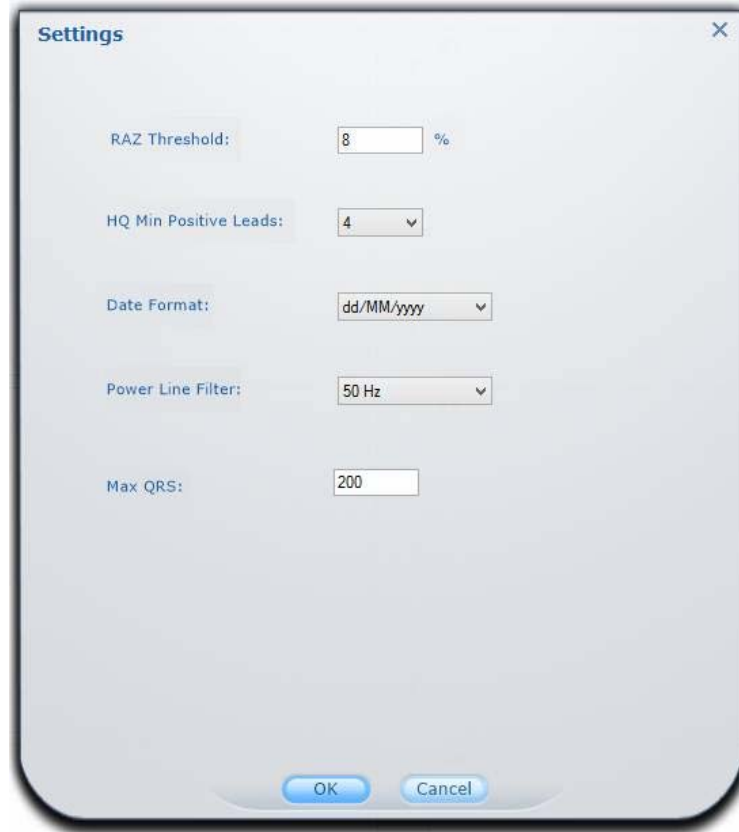 Settings
RAZ Threshold: 8 %
HQ Min Positive Leads: 4
Date Format: dd/MM/yyyy
Power Line Filter: 50 Hz
Max QRS: 200
OK Cancel